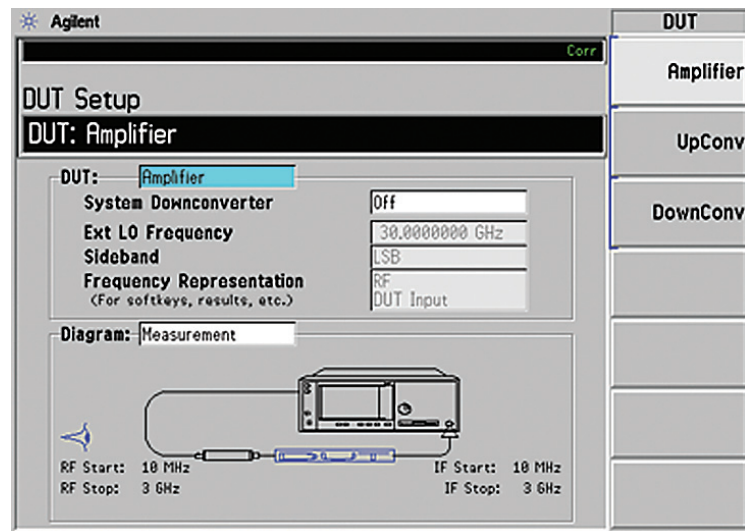 Agilent
DUT
Corr
Amplifier
DUT Setup
DUT: Amplifier
UpConv
DUT: Amplifier
System Downconverter Off
DownConv
Ext LO Frequency 30.0000000 GHz
Sideband LSB
Frequency Representation RF
(For softkeys, results, etc.) DUT Input
Diagram: Measurement
RF Start: 10 MHz IF Start: 10 MHz
RF Stop: 3 GHz IF Stop: 3 GHz